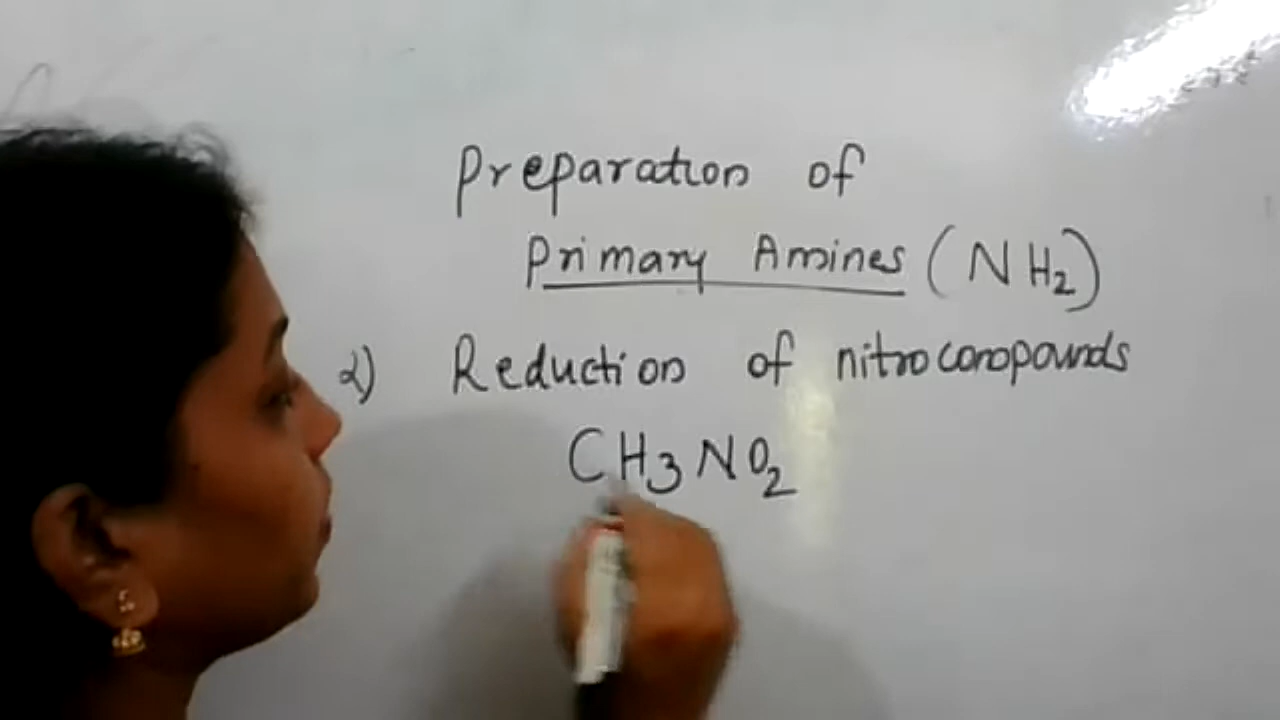 Preparation of
Primary Amines (NH₂)
2) Reduction of nitrocompounds
CH₃NO₂